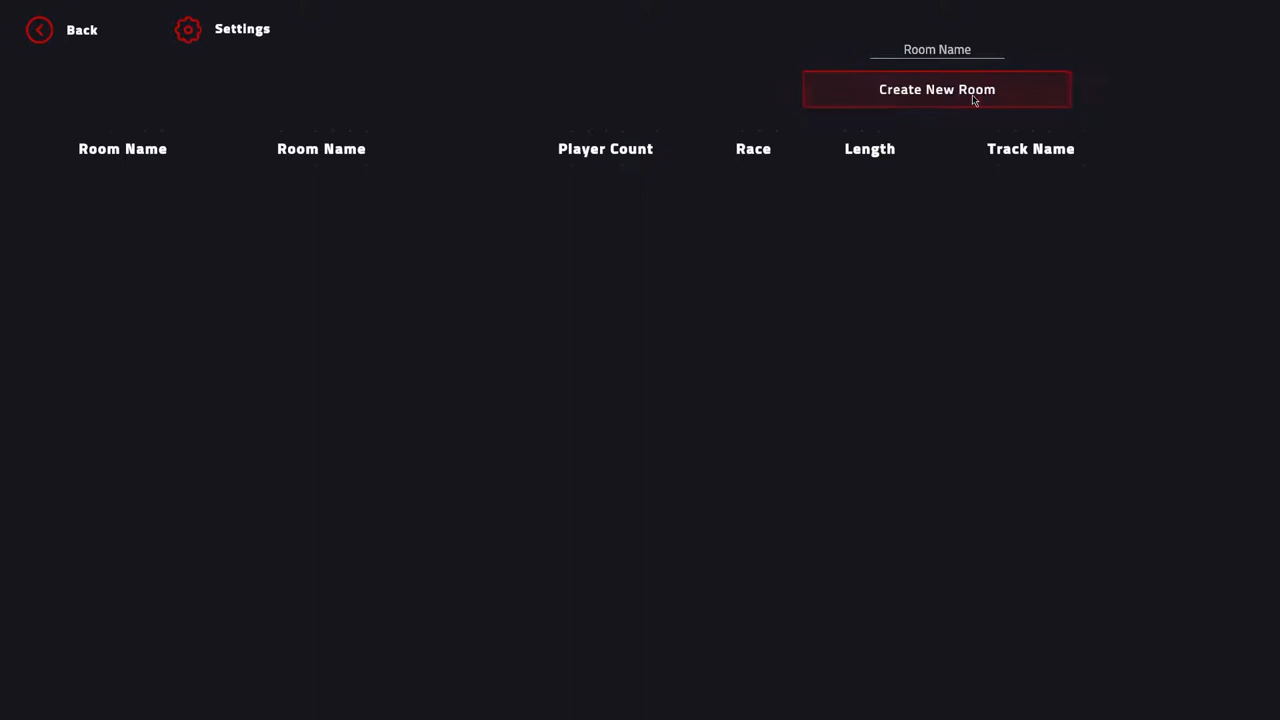 Back
Settings
Room Name
Create New Room
Room Name
Room Name
Player Count
Race
Length
Track Name